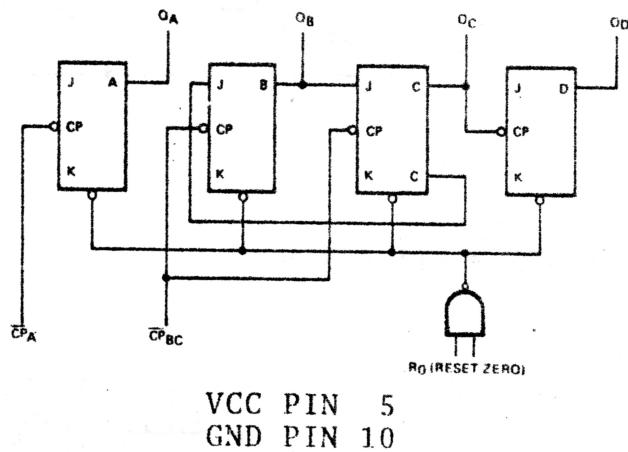 QA QB QC QD
J A J B J C J D
CP CP CP CP
K K K C K
CPA CPBC
R0 (RESET ZERO)
VCC PIN 5
GND PIN 10